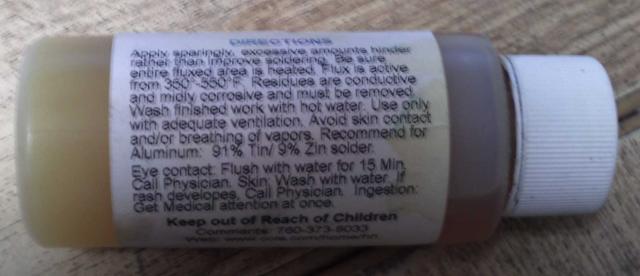 DIRECTIONS
Apply sparingly, excessive amounts hinder
rather than improve soldering. Be sure
entire fluxed area is heated. Flux is active
from 350°-550°F. Residues are conductive
and midly corrosive and must be removed.
Wash finished work with hot water. Use only
with adequate ventilation. Avoid skin contact
and/or breathing of vapors. Recommend for
Aluminum: 91% Tin/ 9% Zin solder.
Eye contact: Flush with water for 15 Min.
Call Physician. Skin: Wash with water. If
rash developes, Call Physician. Ingestion:
Get Medical attention at once.
Keep out of Reach of Children
Comments: 760-373-8033
Web: